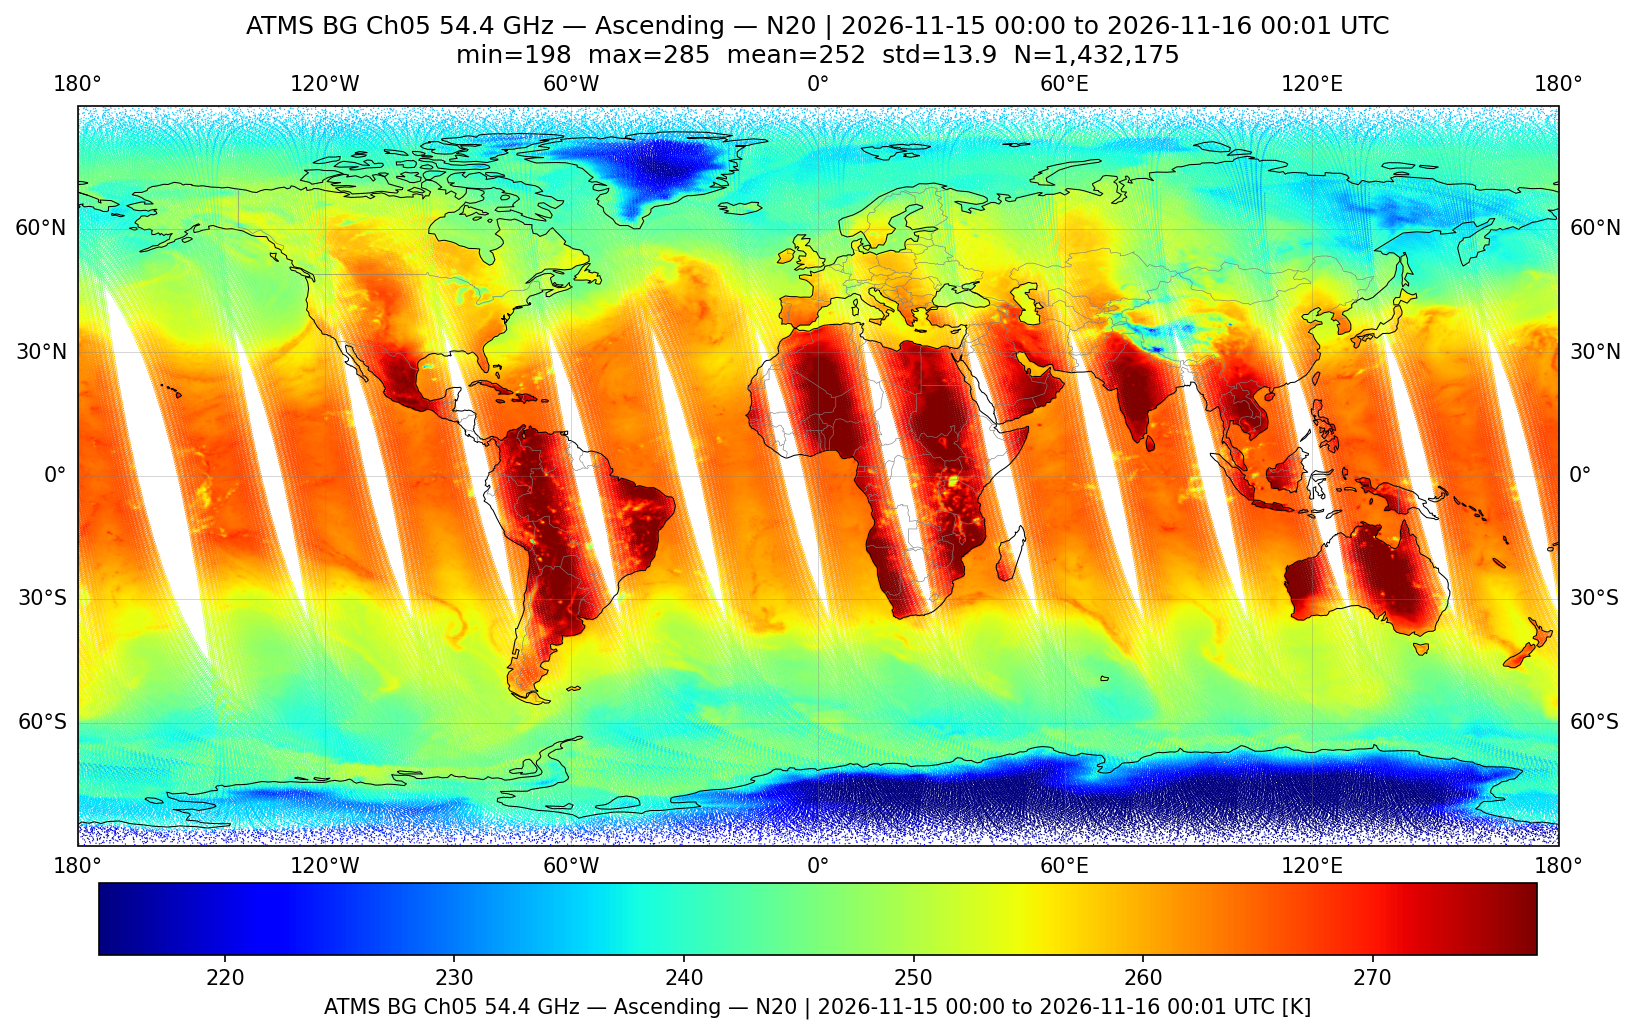 ATMS BG Ch05 54.4 GHz — Ascending — N20 | 2026-11-15 00:00 to 2026-11-16 00:01 UTC
min=198 max=285 mean=252 std=13.9 N=1,432,175
180° 120°W 60°W 0° 60°E 120°E 180°
60°N 60°N
30°N 30°N
0° 0°
30°S 30°S
60°S 60°S
180° 120°W 60°W 0° 60°E 120°E 180°
220 230 240 250 260 270
ATMS BG Ch05 54.4 GHz — Ascending — N20 | 2026-11-15 00:00 to 2026-11-16 00:01 UTC [K]